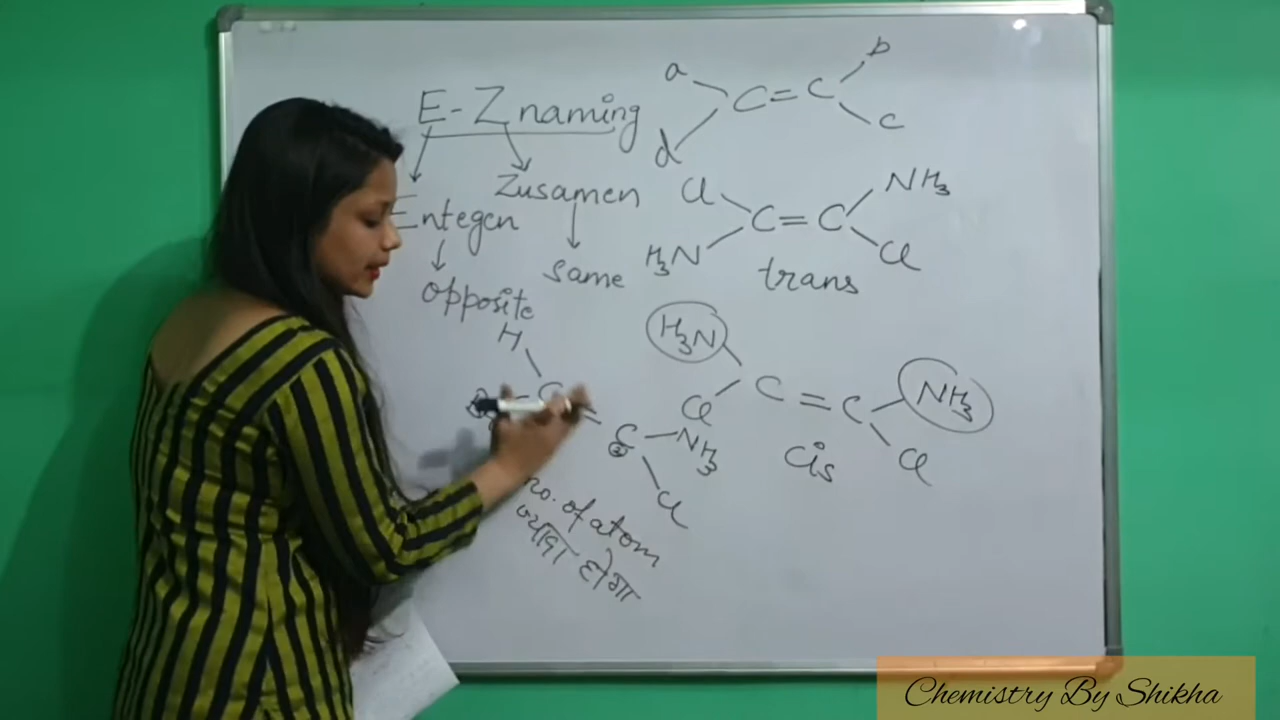 E-Z naming
Zusamen
Entegen
same
opposite
a b
C=C
d c
Cl NH3
C=C
H3N Cl
trans
H3N
C=C NH3
Cl Cl
cis
H
C=
C NH3
Cl
no. of atom
ज्यादा होगा
Chemistry By Shikha